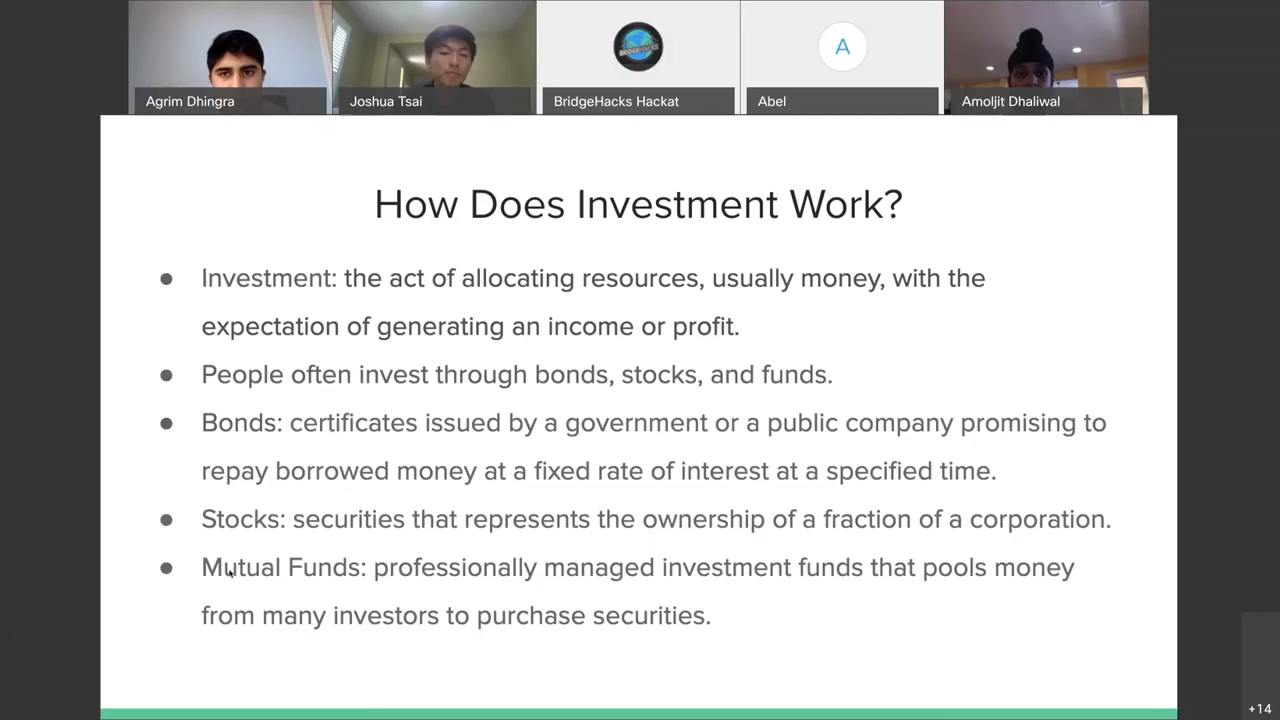 Agrim Dhingra
Joshua Tsai
BRIDGEHACKS
BridgeHacks Hackat
A
Abel
Amoljit Dhaliwal
How Does Investment Work?
● Investment: the act of allocating resources, usually money, with the
expectation of generating an income or profit.
● People often invest through bonds, stocks, and funds.
● Bonds: certificates issued by a government or a public company promising to
repay borrowed money at a fixed rate of interest at a specified time.
● Stocks: securities that represents the ownership of a fraction of a corporation.
● Mutual Funds: professionally managed investment funds that pools money
from many investors to purchase securities.
+14